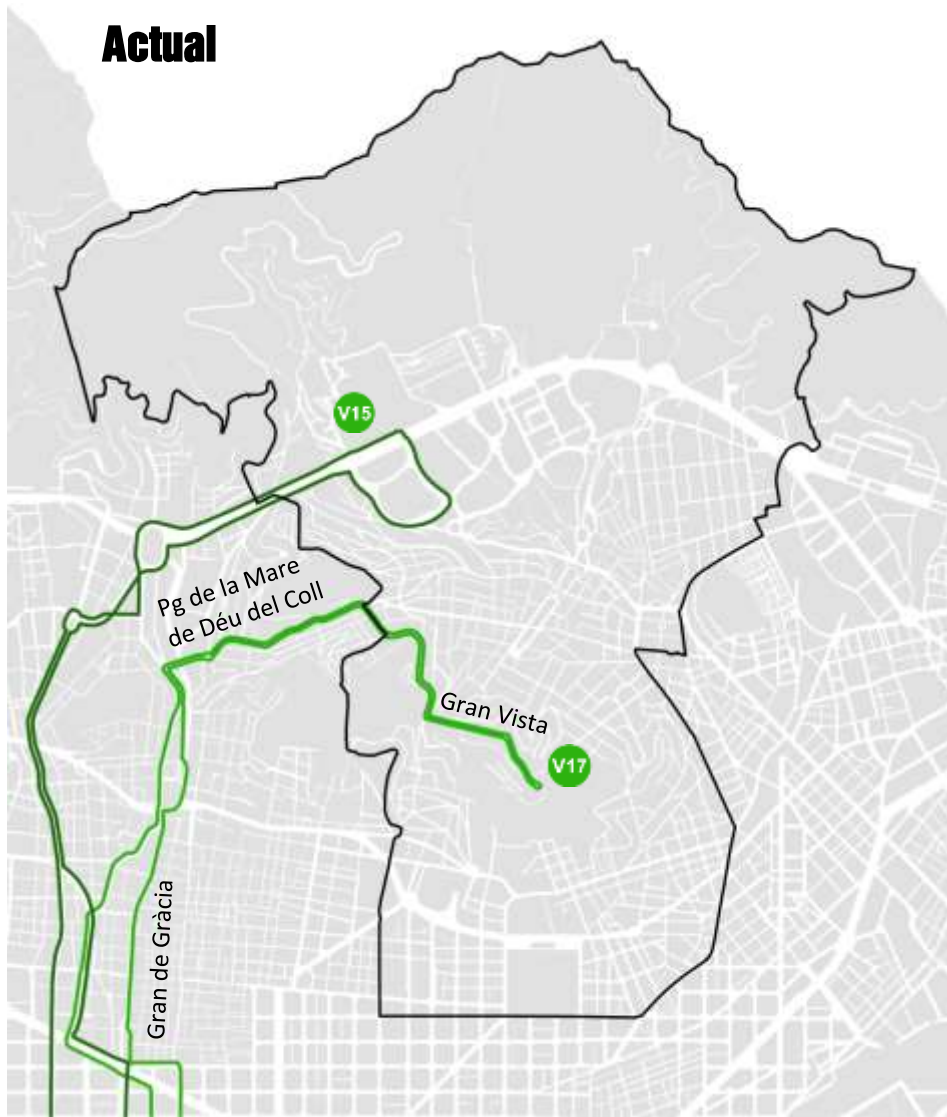 Actual
V15
Pg de la Mare
de Déu del Coll
Gran Vista
V17
Gran de Gràcia